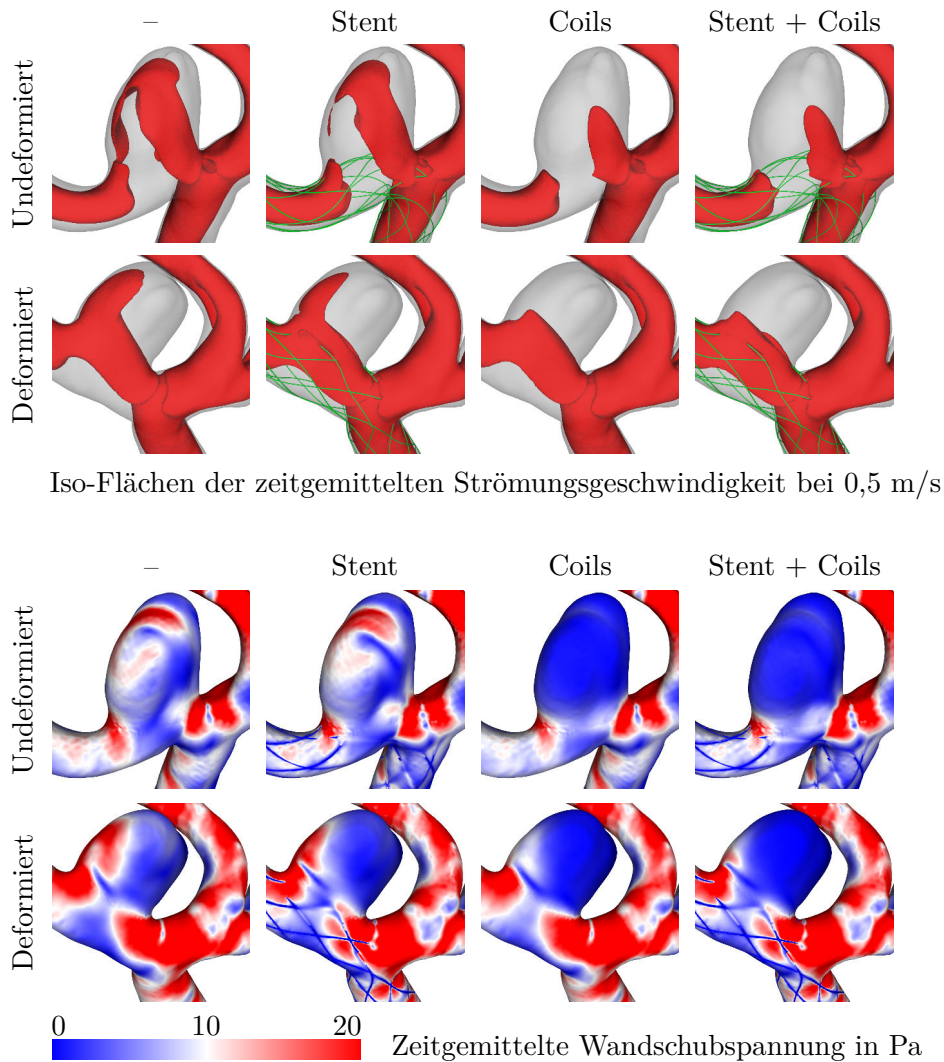 – Stent Coils Stent + Coils
Undeformiert
Deformiert
Iso-Flächen der zeitgemittelten Strömungsgeschwindigkeit bei 0,5 m/s
– Stent Coils Stent + Coils
Undeformiert
Deformiert
0 10 20
Zeitgemittelte Wandschubspannung in Pa